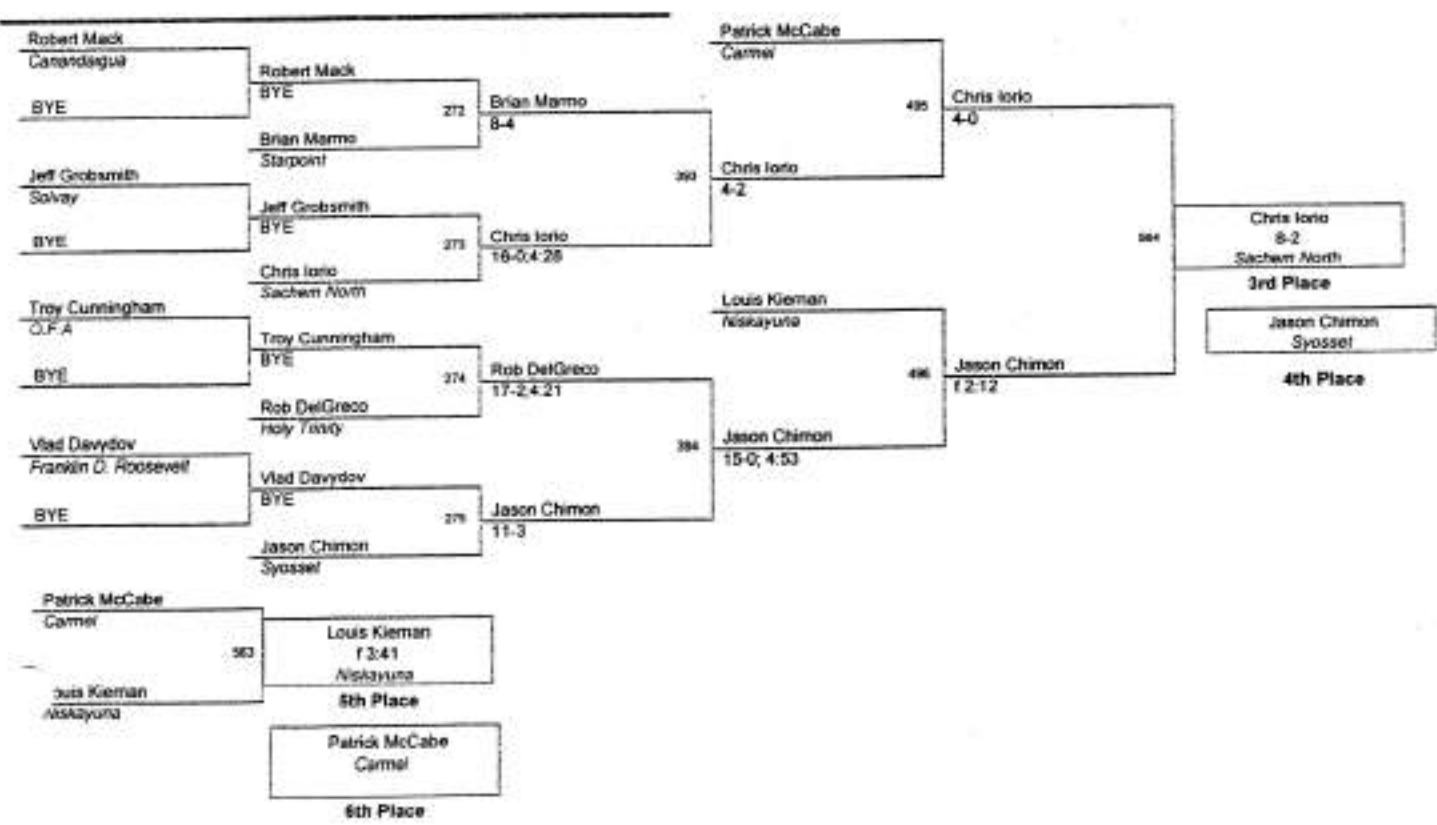 Robert Mack
Canandaigua
BYE
Jeff Grobsmith
Solvay
BYE
Troy Cunningham
O.F.A
BYE
Vlad Davydov
Franklin D. Roosevelt
BYE
Robert Mack
BYE
272
Brian Marmo
Starpoint
Jeff Grobsmith
BYE
273
Chris Iorio
Sachem North
Troy Cunningham
BYE
274
Rob DelGreco
Holy Trinity
Vlad Davydov
BYE
275
Jason Chimon
Syosset
Brian Marmo
8-4
393
Chris Iorio
16-0;4:28
Rob DelGreco
17-2;4:21
394
Jason Chimon
11-3
Patrick McCabe
Carmel
495
Chris Iorio
4-2
Louis Kiernan
Niskayuna
496
Jason Chimon
15-0; 4:53
Chris Iorio
4-0
564
Jason Chimon
f 2:12
Chris Iorio
8-2
Sachem North
3rd Place
Jason Chimon
Syosset
4th Place
Patrick McCabe
Carmel
563
ouis Kiernan
Niskayuna
Louis Kiernan
f 3:41
Niskayuna
5th Place
Patrick McCabe
Carmel
6th Place